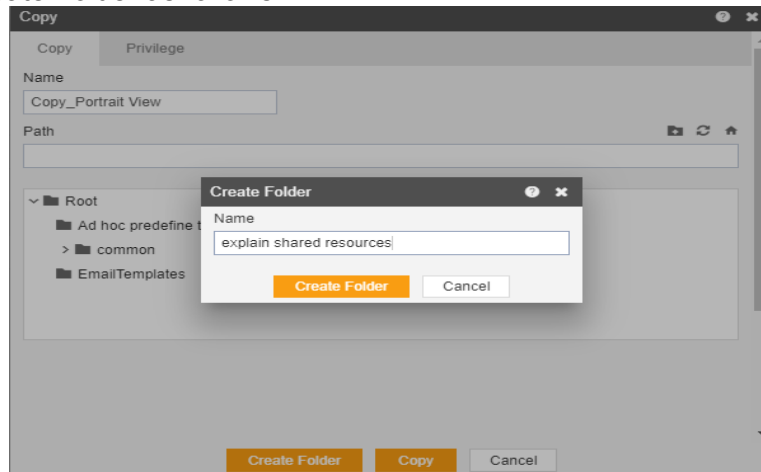 Copy
Copy Privilege
Name
Copy_Portrait View
Path
Create Folder
Root
Name
Ad hoc predefine t
explain shared resources
common
EmailTemplates
Create Folder Cancel
Create Folder Copy Cancel